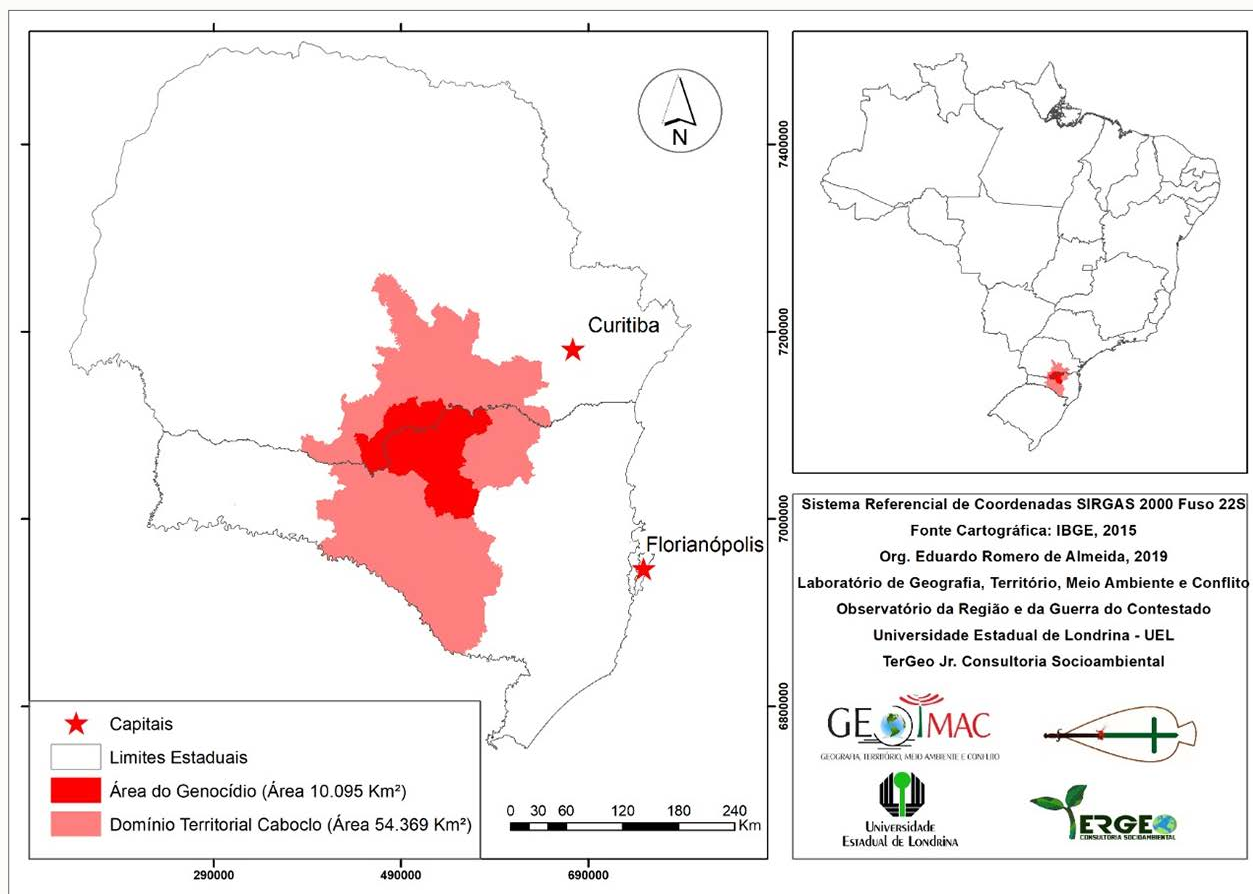 N
Curitiba
Florianópolis
7400000
7200000
7000000
6800000
290000
490000
690000
Capitais
Limites Estaduais
Área do Genocídio (Área 10.095 Km²)
Domínio Territorial Caboclo (Área 54.369 Km²)
0 30 60 120 180 240
Km
Sistema Referencial de Coordenadas SIRGAS 2000 Fuso 22S
Fonte Cartográfica: IBGE, 2015
Org. Eduardo Romero de Almeida, 2019
Laboratório de Geografia, Território, Meio Ambiente e Conflito
Observatório da Região e da Guerra do Contestado
Universidade Estadual de Londrina - UEL
TerGeo Jr. Consultoria Socioambiental
GEOTMAC
GEOGRAFIA, TERRITÓRIO, MEIO AMBIENTE E CONFLITO
UNIVERSIDADE
ESTADUAL DE LONDRINA
TERGEO
CONSULTORIA SOCIOAMBIENTAL